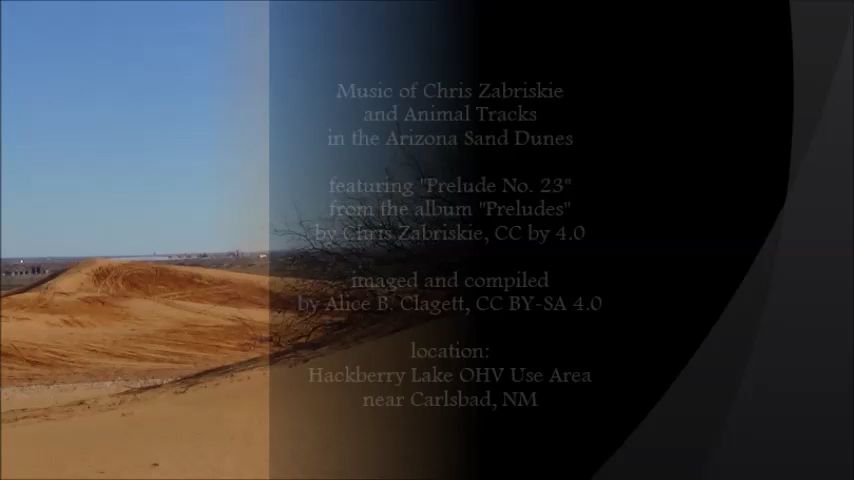 Music of Chris Zabriskie
and Animal Tracks
in the Arizona Sand Dunes
featuring "Prelude No. 23"
from the album "Preludes"
by Chris Zabriskie, CC by 4.0
imaged and compiled
by Alice B. Clagett, CC BY-SA 4.0
location:
Hackberry Lake OHV Use Area
near Carlsbad, NM